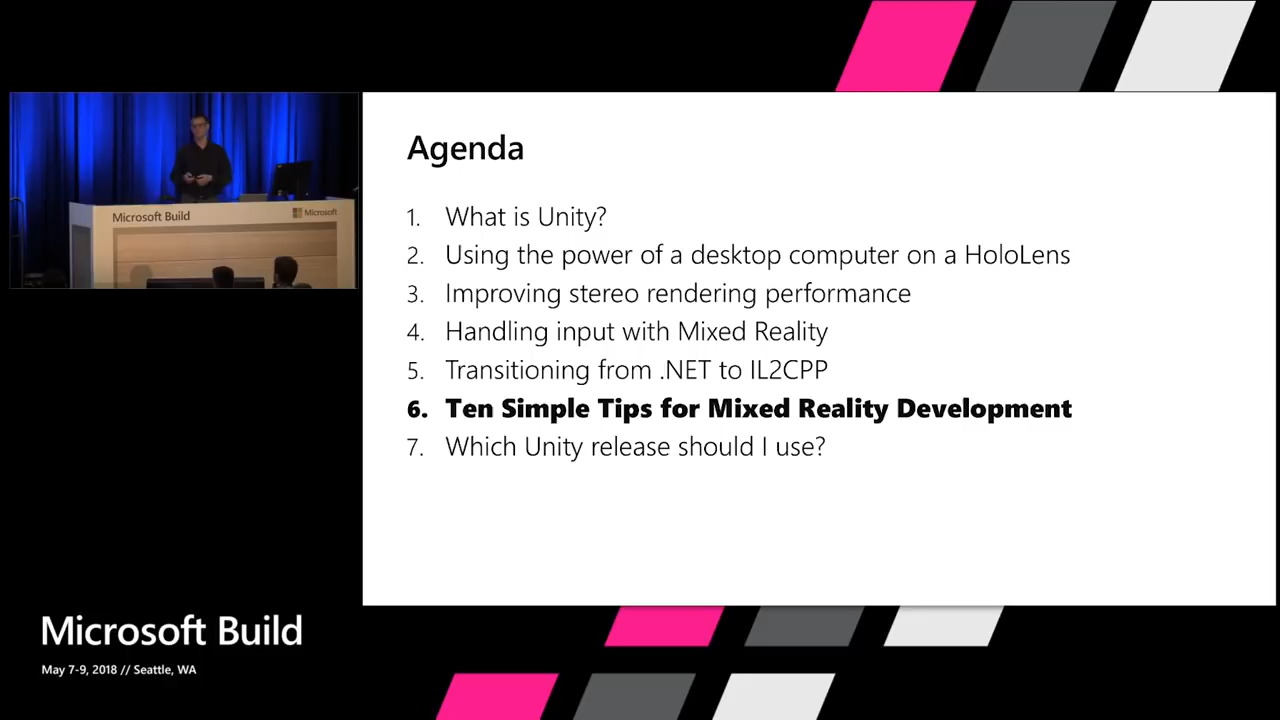 Microsoft Build
Microsoft
Agenda
1. What is Unity?
2. Using the power of a desktop computer on a HoloLens
3. Improving stereo rendering performance
4. Handling input with Mixed Reality
5. Transitioning from .NET to IL2CPP
6. Ten Simple Tips for Mixed Reality Development
7. Which Unity release should I use?
Microsoft Build
May 7-9, 2018 // Seattle, WA